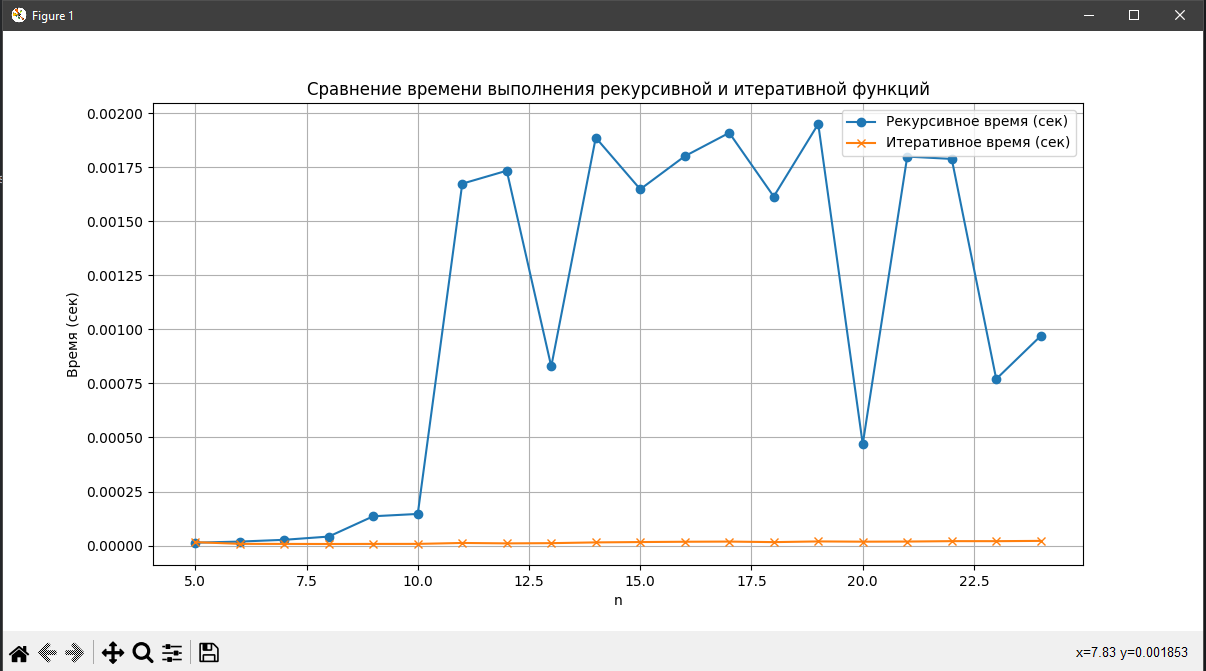 Figure 1
Сравнение времени выполнения рекурсивной и итеративной функций
Рекурсивное время (сек)
Итеративное время (сек)
Время (сек)
0.00200
0.00175
0.00150
0.00125
0.00100
0.00075
0.00050
0.00025
0.00000
5.0 7.5 10.0 12.5 15.0 17.5 20.0 22.5
n
x=7.83 y=0.001853